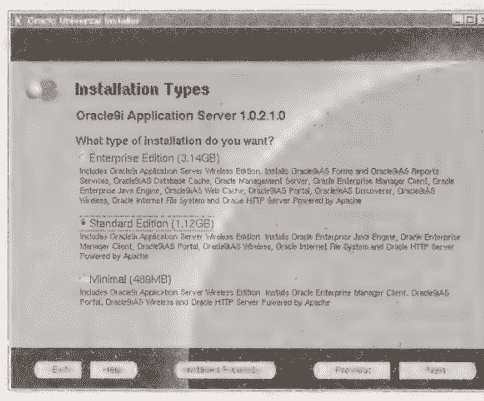 Oracle Universal Installer
Installation Types
Oracle9i Application Server 1.0.2.1.0
What type of installation do you want?
Enterprise Edition (3.14GB)
Includes Oracle9i Application Server Wireless Edition. Installs Oracle9iAS Forms and Oracle9iAS Reports
Services, Oracle9iAS Database Cache, Oracle Management Server, Oracle Enterprise Manager Client, Oracle
Enterprise Java Engine, Oracle9iAS Web Cache, Oracle9iAS Portal, Oracle9iAS Discoverer, Oracle9iAS
Wireless, Oracle Internet File System and Oracle HTTP Server Powered by Apache
Standard Edition (1.12GB)
Includes Oracle9i Application Server Wireless Edition. Installs Oracle Enterprise Java Engine, Oracle Enterprise
Manager Client, Oracle9iAS Portal, Oracle9iAS Wireless, Oracle Internet File System and Oracle HTTP Server
Powered by Apache
Minimal (489MB)
Includes Oracle9i Application Server Wireless Edition. Installs Oracle Enterprise Manager Client, Oracle9iAS
Portal, Oracle9iAS Wireless and Oracle HTTP Server Powered by Apache
Exit Help Installed Products Previous Next